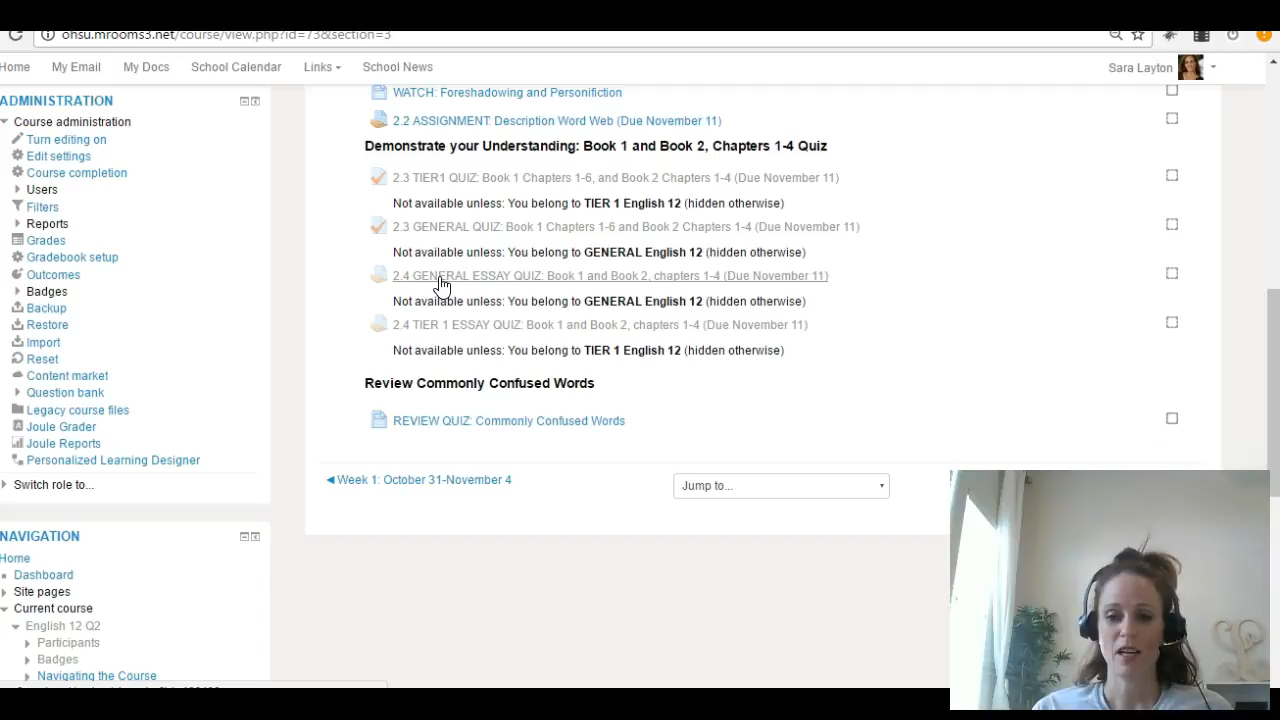 ohsu.mrooms3.net/course/view.php?id=73&section=3
Home My Email My Docs School Calendar Links School News Sara Layton
ADMINISTRATION
Course administration
Turn editing on
Edit settings
Course completion
Users
Filters
Reports
Grades
Gradebook setup
Outcomes
Badges
Backup
Restore
Import
Reset
Content market
Question bank
Legacy course files
Joule Grader
Joule Reports
Personalized Learning Designer
Switch role to...
NAVIGATION
Home
Dashboard
Site pages
Current course
English 12 Q2
Participants
Badges
Navigating the Course
WATCH: Foreshadowing and Personifiction
2.2 ASSIGNMENT: Description Word Web (Due November 11)
Demonstrate your Understanding: Book 1 and Book 2, Chapters 1-4 Quiz
2.3 TIER1 QUIZ: Book 1 Chapters 1-6, and Book 2 Chapters 1-4 (Due November 11)
Not available unless: You belong to TIER 1 English 12 (hidden otherwise)
2.3 GENERAL QUIZ: Book 1 Chapters 1-6 and Book 2 Chapters 1-4 (Due November 11)
Not available unless: You belong to GENERAL English 12 (hidden otherwise)
2.4 GENERAL ESSAY QUIZ: Book 1 and Book 2, chapters 1-4 (Due November 11)
Not available unless: You belong to GENERAL English 12 (hidden otherwise)
2.4 TIER 1 ESSAY QUIZ: Book 1 and Book 2, chapters 1-4 (Due November 11)
Not available unless: You belong to TIER 1 English 12 (hidden otherwise)
Review Commonly Confused Words
REVIEW QUIZ: Commonly Confused Words
Week 1: October 31-November 4
Jump to...